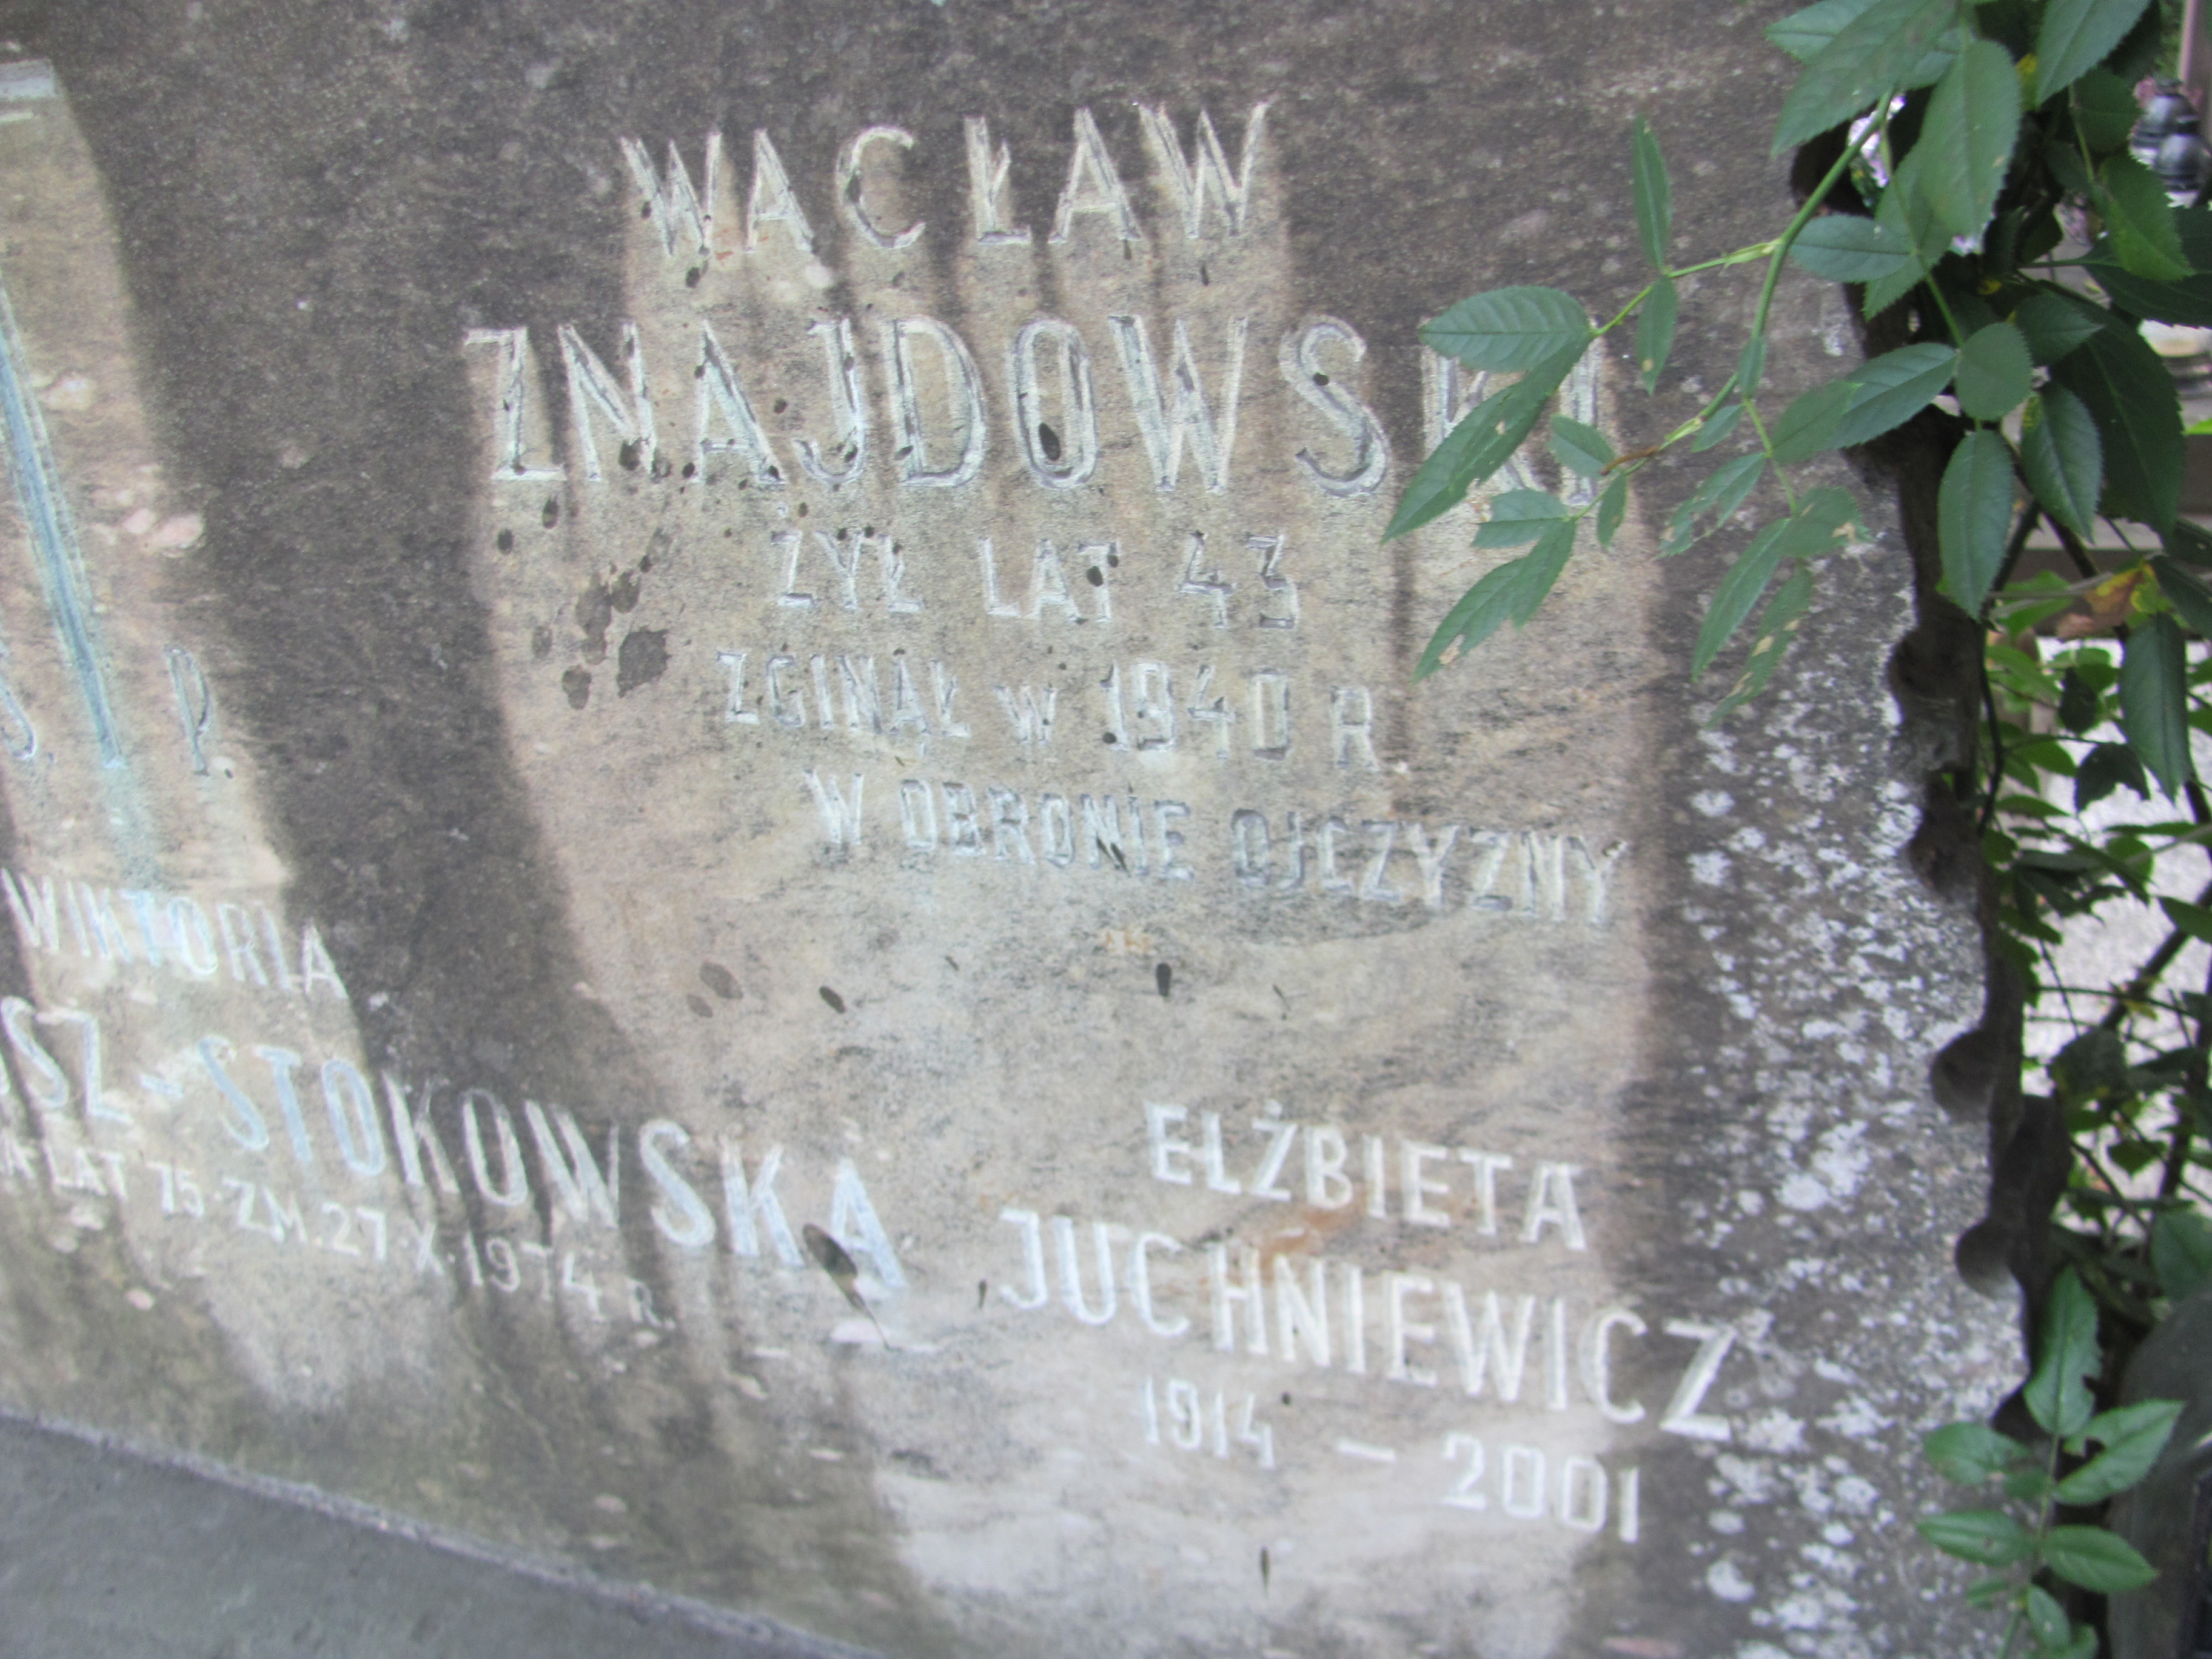 WACŁAW
ZNAJDOWSKI
ŻYŁ LAT 43
ZGINĄŁ W 1940 R
W OBRONIE OJCZYZNY
Ś. P.
WIKTORIA
SZ-STOKOWSKA
LAT 75·ZM.27·X·1974 R.
ELŻBIETA
JUCHNIEWICZ
1914 - 2001